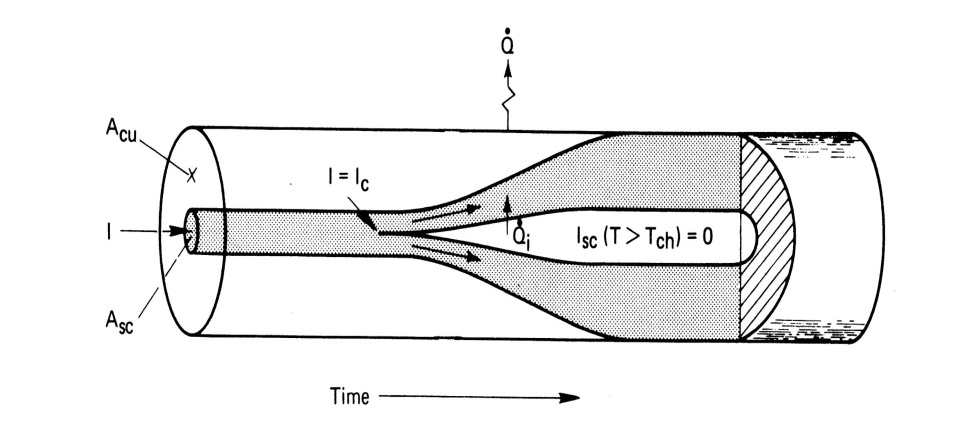 Q̇
A_cu
I = I_c
I
Q̇_i
I_sc (T > T_ch) = 0
A_sc
Time